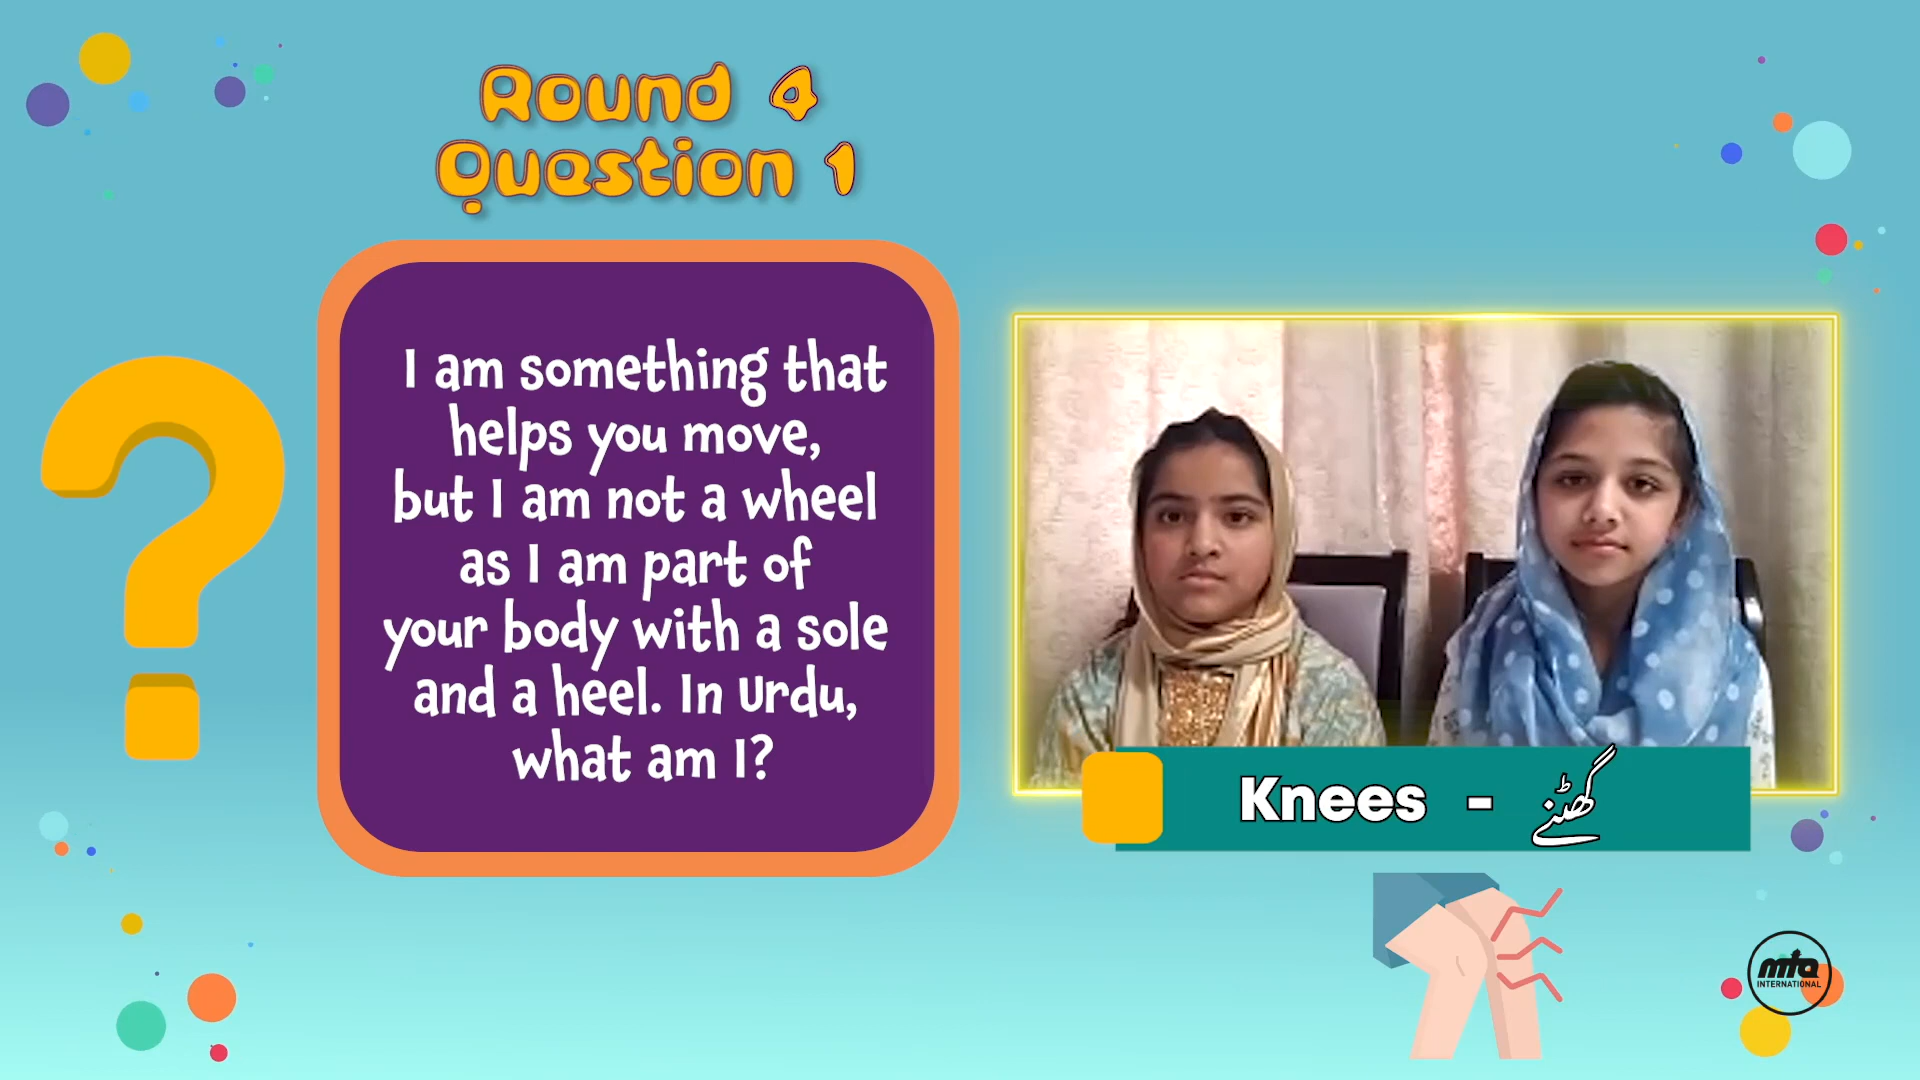 Round 4
Question 1
I am something that
helps you move,
but I am not a wheel
as I am part of
your body with a sole
and a heel. In Urdu,
what am I?
Knees - گھٹنے
mta
INTERNATIONAL